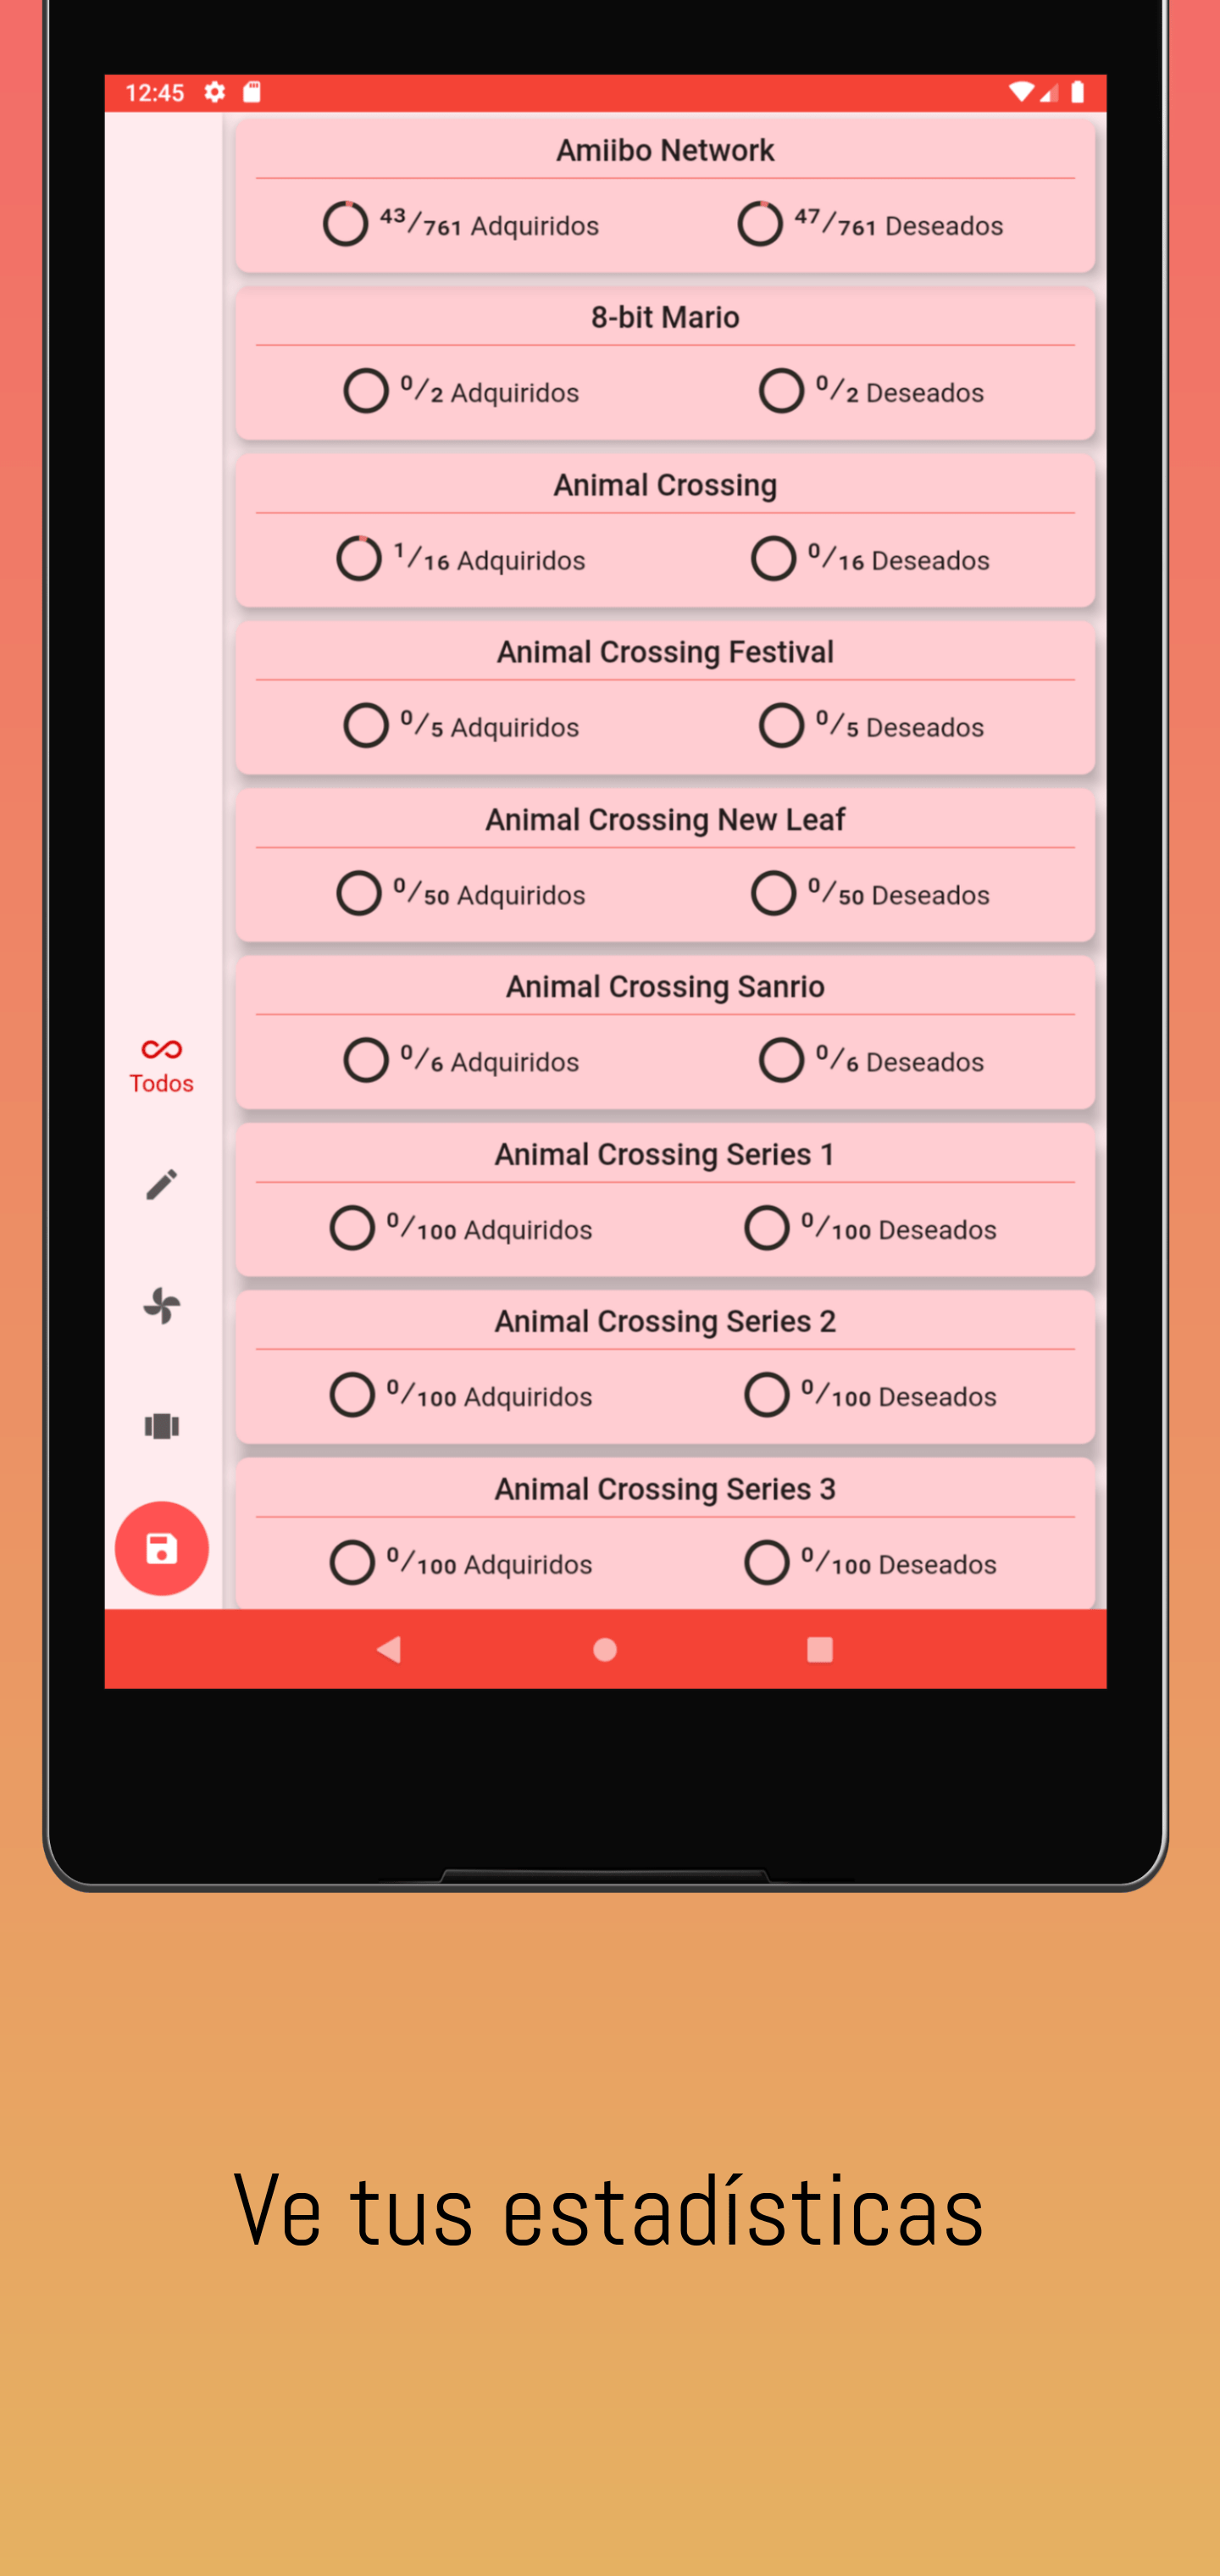 12:45
Amiibo Network
43/761 Adquiridos 47/761 Deseados
8-bit Mario
0/2 Adquiridos 0/2 Deseados
Animal Crossing
1/16 Adquiridos 0/16 Deseados
Animal Crossing Festival
0/5 Adquiridos 0/5 Deseados
Animal Crossing New Leaf
0/50 Adquiridos 0/50 Deseados
Animal Crossing Sanrio
0/6 Adquiridos 0/6 Deseados
Todos
Animal Crossing Series 1
0/100 Adquiridos 0/100 Deseados
Animal Crossing Series 2
0/100 Adquiridos 0/100 Deseados
Animal Crossing Series 3
0/100 Adquiridos 0/100 Deseados
Ve tus estadísticas